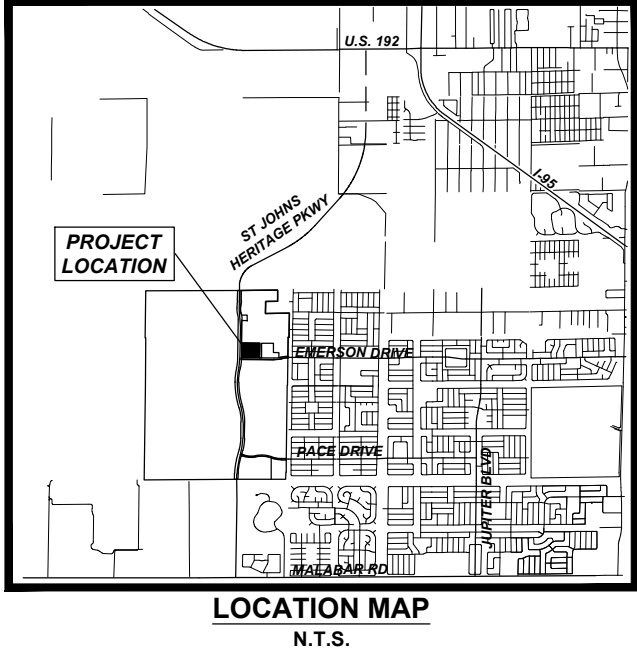 U.S. 192
I-95
ST JOHNS
HERITAGE PKWY
PROJECT
LOCATION
EMERSON DRIVE
PACE DRIVE
JUPITER BLVD
MALABAR RD
LOCATION MAP
N.T.S.